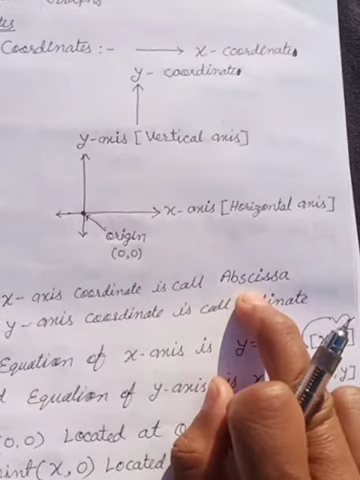 Coordinates :- → x-coordinate
y-coordinate
y-axis [Vertical axis]
x-axis [Horizontal axis]
origin
(0,0)
x-axis coordinate is call Abscissa
y-axis coordinate is call
Equation of x-axis is y=
Equation of y-axis is x
(0,0) Located at
(x,0) Located